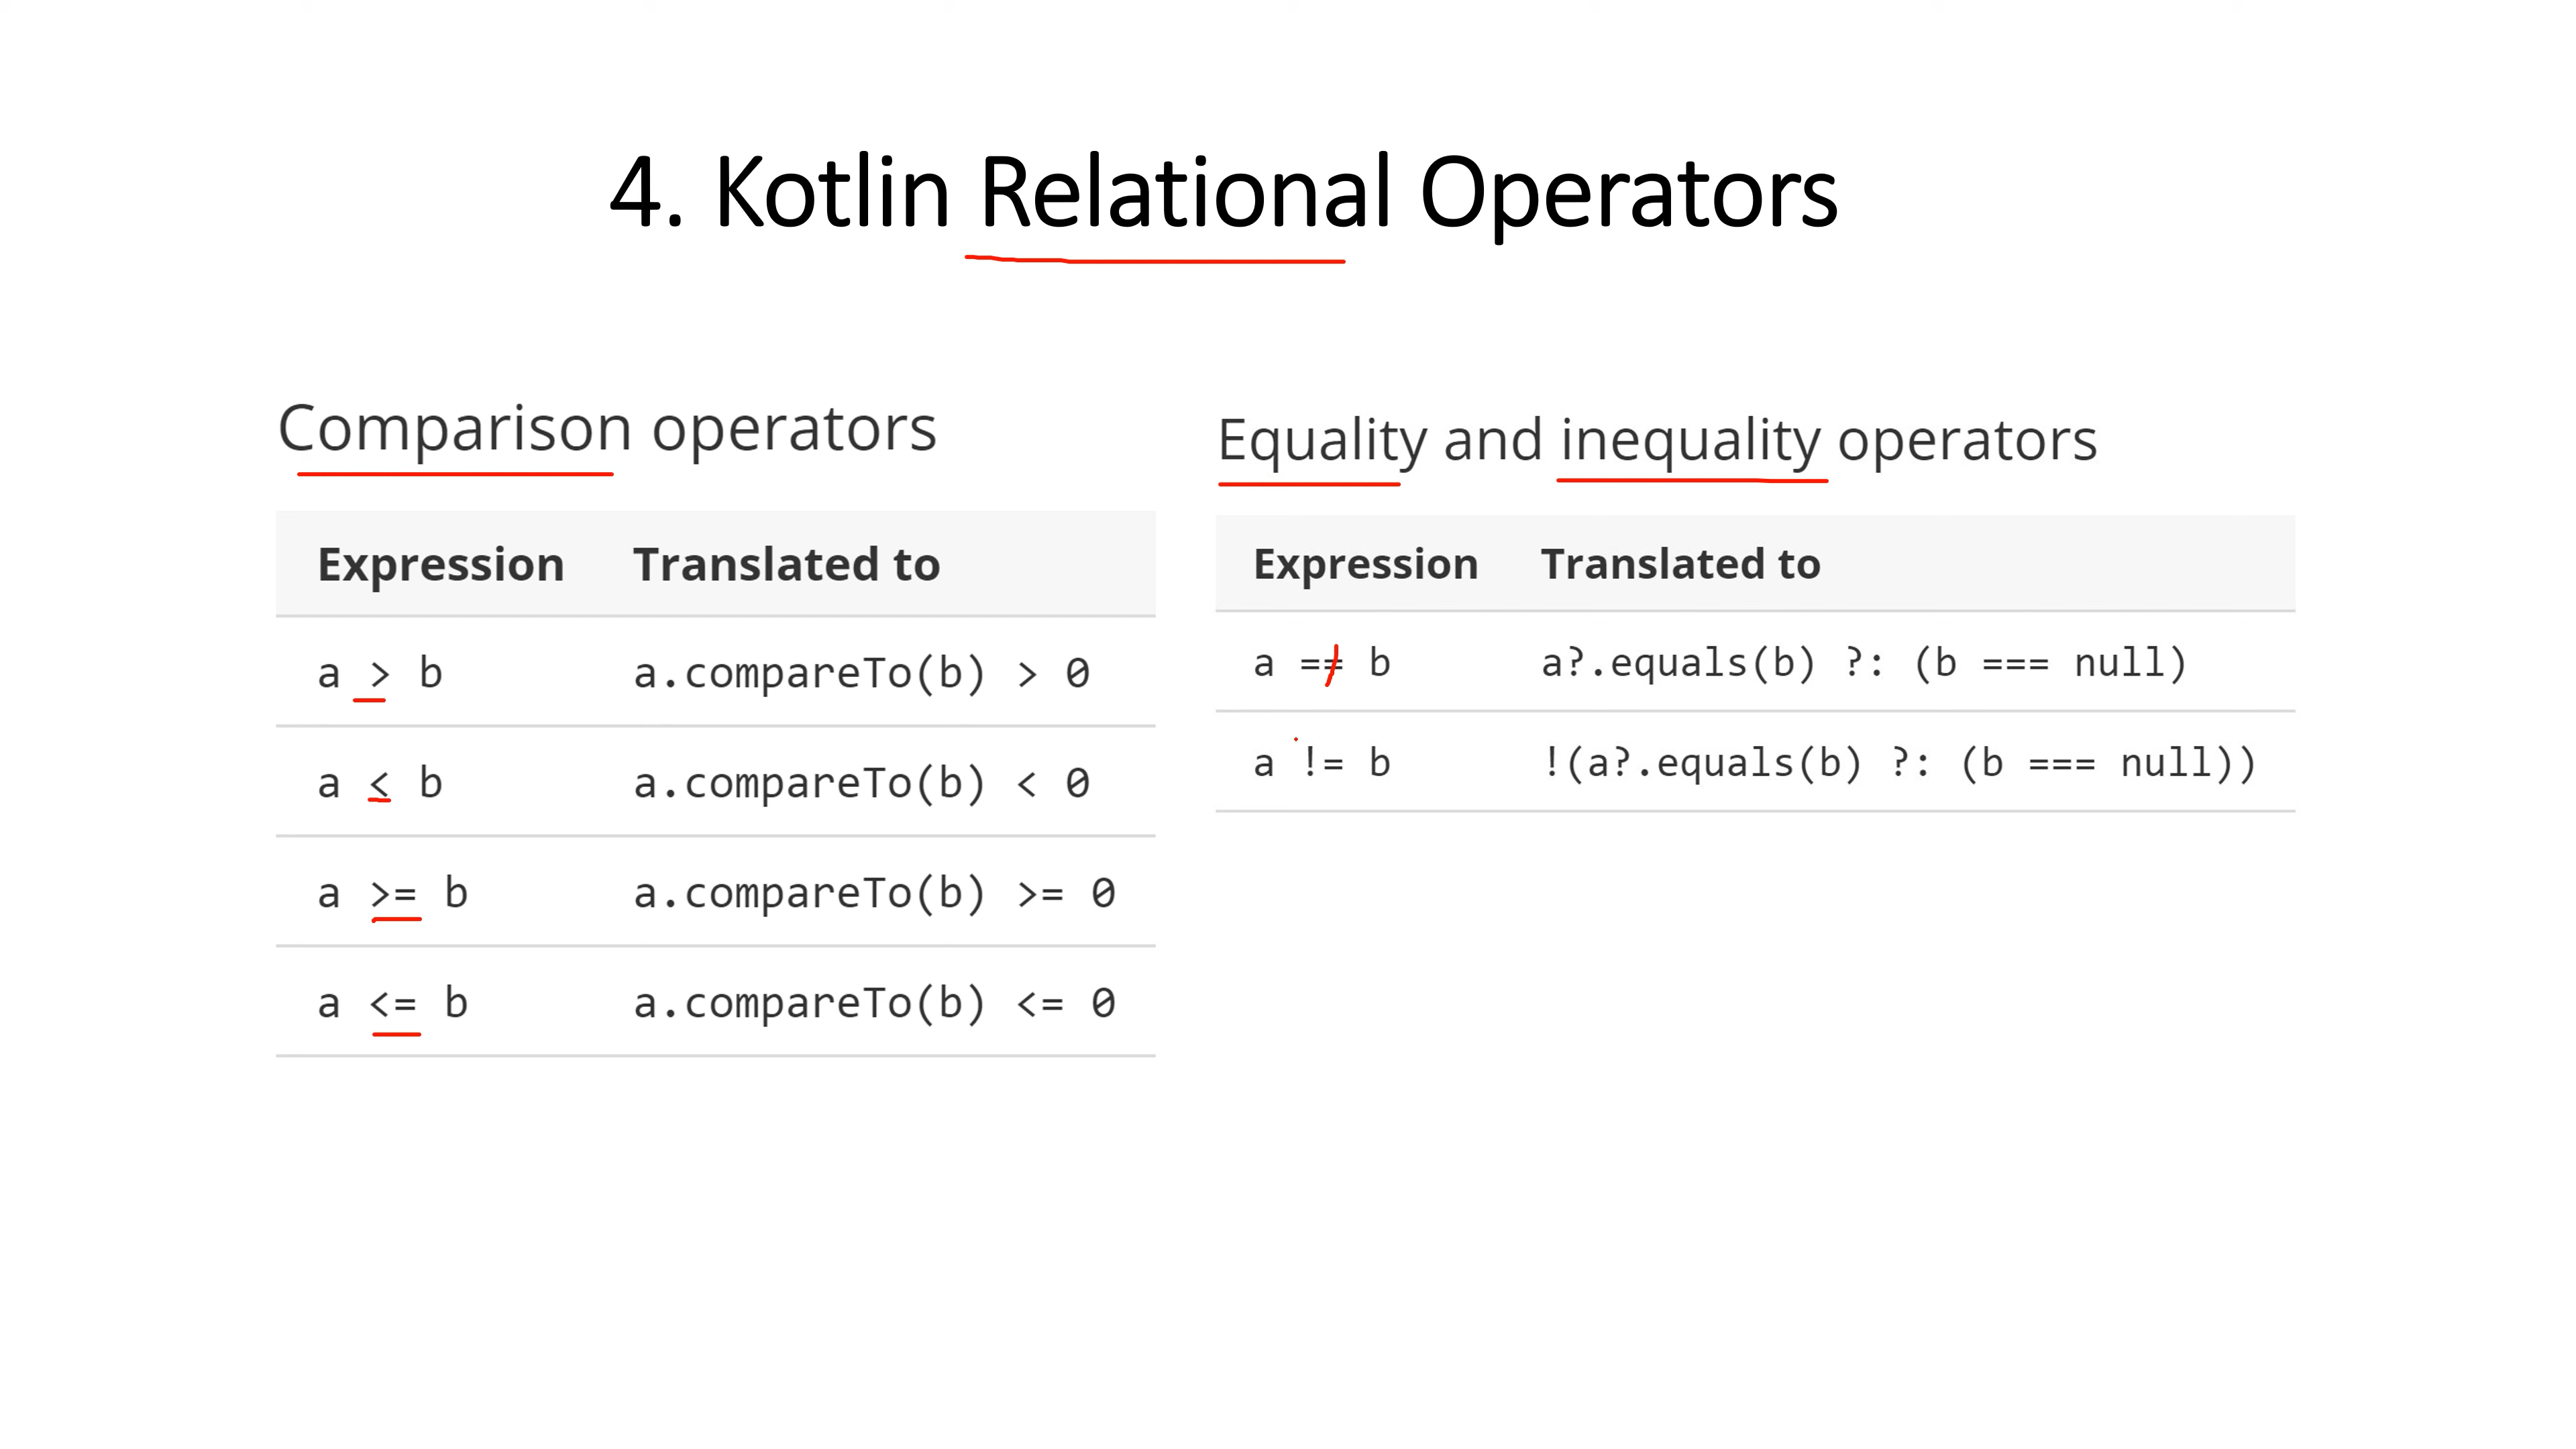 4. Kotlin Relational Operators
Comparison operators
Expression Translated to
a > b a.compareTo(b) > 0
a < b a.compareTo(b) < 0
a >= b a.compareTo(b) >= 0
a <= b a.compareTo(b) <= 0
Equality and inequality operators
Expression Translated to
a == b a?.equals(b) ?: (b === null)
a != b !(a?.equals(b) ?: (b === null))